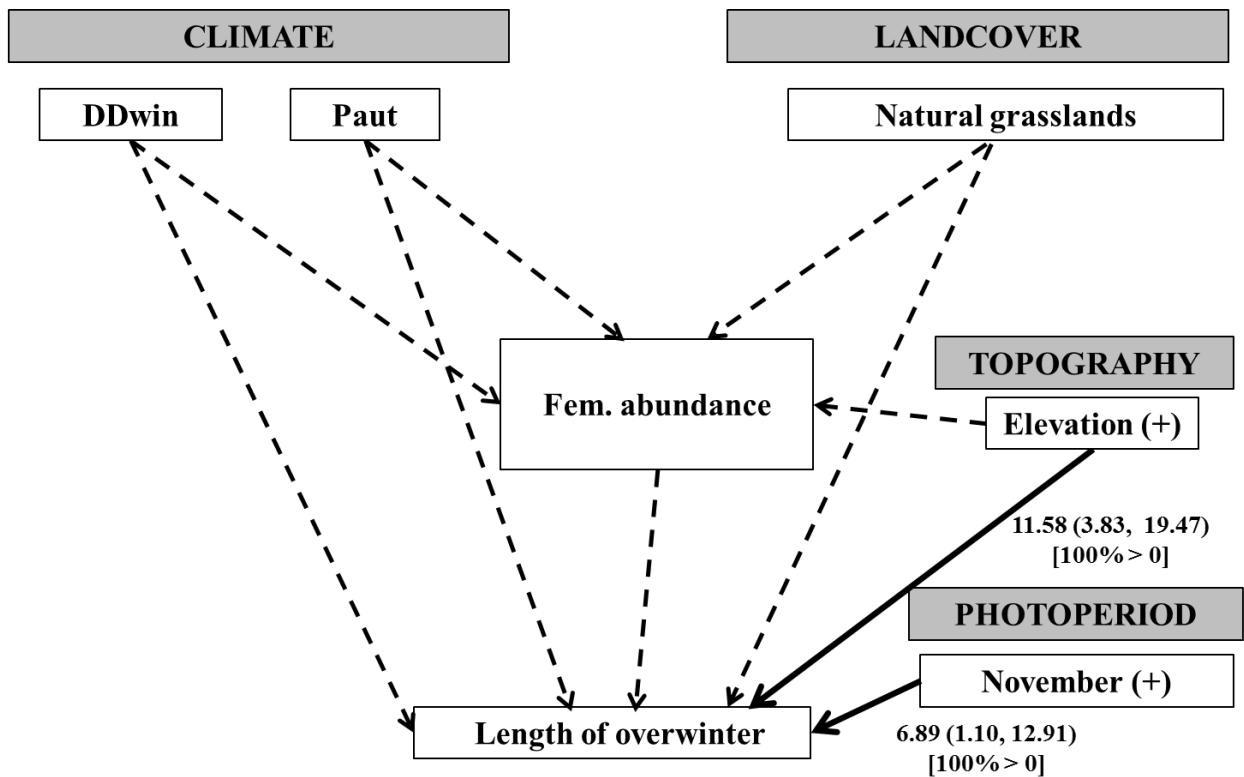 CLIMATE
LANDCOVER
DDwin
Paut
Natural grasslands
Fem. abundance
TOPOGRAPHY
Elevation (+)
11.58 (3.83, 19.47)
[100% > 0]
PHOTOPERIOD
November (+)
Length of overwinter
6.89 (1.10, 12.91)
[100% > 0]